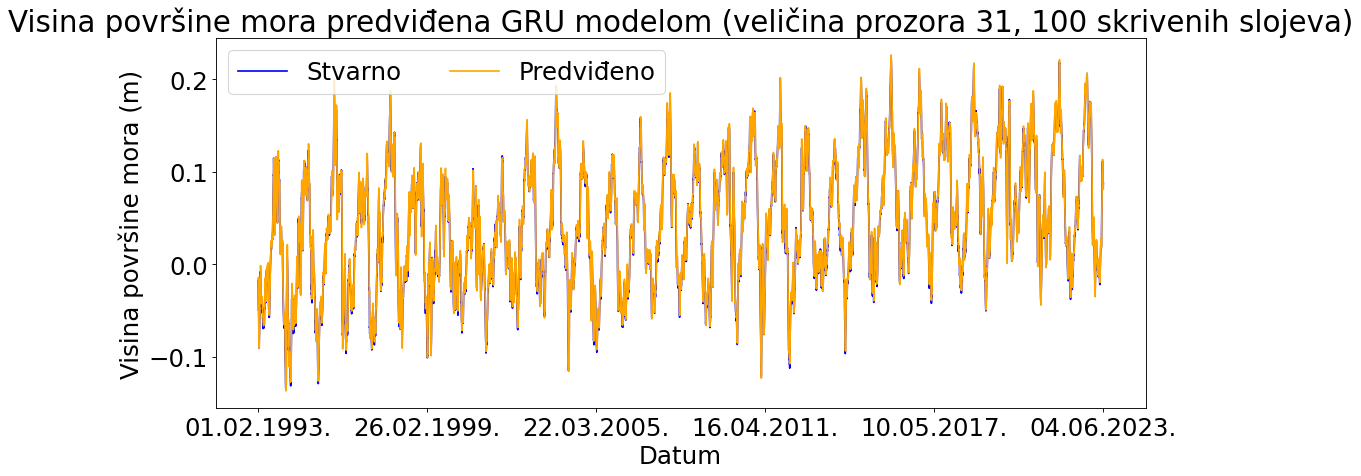 Visina površine mora predviđena GRU modelom (veličina prozora 31, 100 skrivenih slojeva)
Stvarno Predviđeno
Visina površine mora (m)
0.2
0.1
0.0
−0.1
01.02.1993. 26.02.1999. 22.03.2005. 16.04.2011. 10.05.2017. 04.06.2023.
Datum